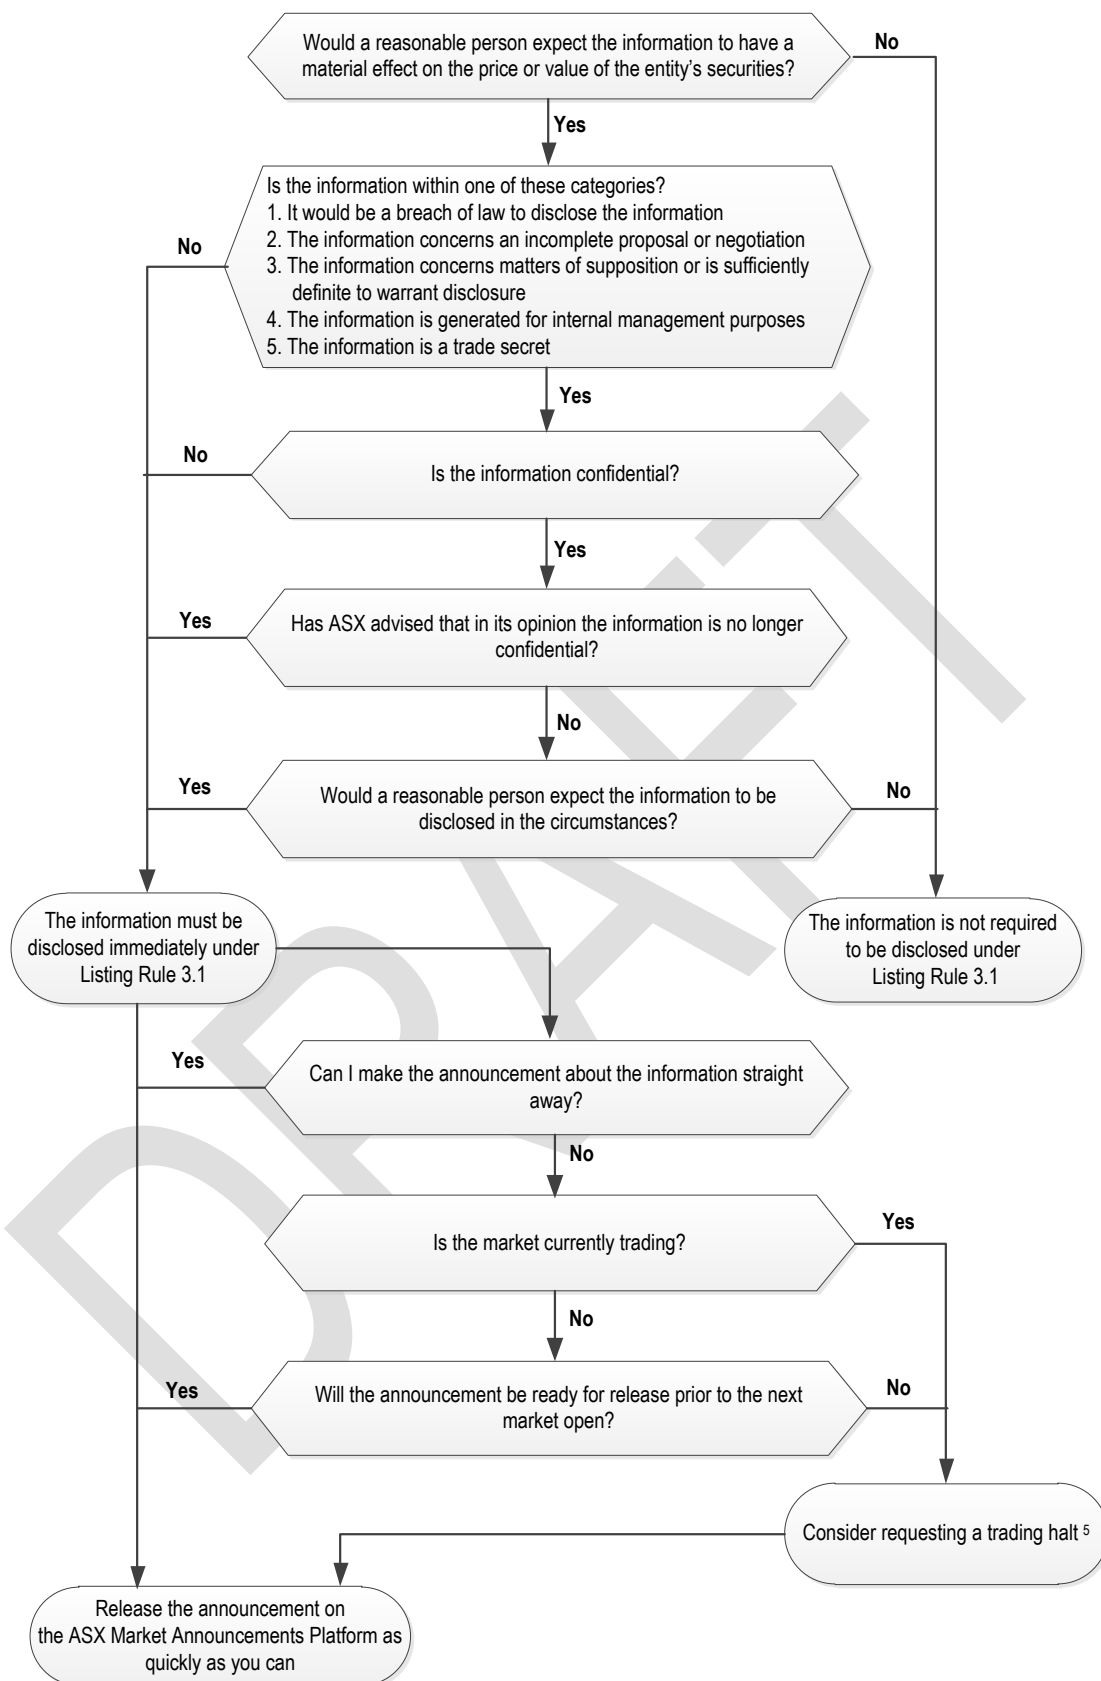 Would a reasonable person expect the information to have a
material effect on the price or value of the entity's securities?
No
Yes
Is the information within one of these categories?
1. It would be a breach of law to disclose the information
2. The information concerns an incomplete proposal or negotiation
3. The information concerns matters of supposition or is sufficiently
definite to warrant disclosure
4. The information is generated for internal management purposes
5. The information is a trade secret
No
Yes
Is the information confidential?
No
Yes
Has ASX advised that in its opinion the information is no longer
confidential?
Yes
No
Would a reasonable person expect the information to be
disclosed in the circumstances?
Yes
No
The information must be
disclosed immediately under
Listing Rule 3.1
The information is not required
to be disclosed under
Listing Rule 3.1
Can I make the announcement about the information straight
away?
Yes
No
Is the market currently trading?
Yes
No
Will the announcement be ready for release prior to the next
market open?
Yes
No
Consider requesting a trading halt 5
Release the announcement on
the ASX Market Announcements Platform as
quickly as you can
DRAFT